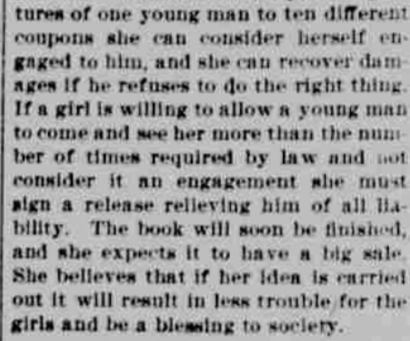 tures of one young man to ten different
coupons she can consider herself en-
gaged to him, and she can recover dam-
ages if he refuses to do the right thing.
If a girl is willing to allow a young man
to come and see her more than the num-
ber of times required by law and not
consider it an engagement she must
sign a release relieving him of all lia-
bility. The book will soon be finished,
and she expects it to have a big sale.
She believes that if her idea is carried
out it will result in less trouble for the
girls and be a blessing to society.